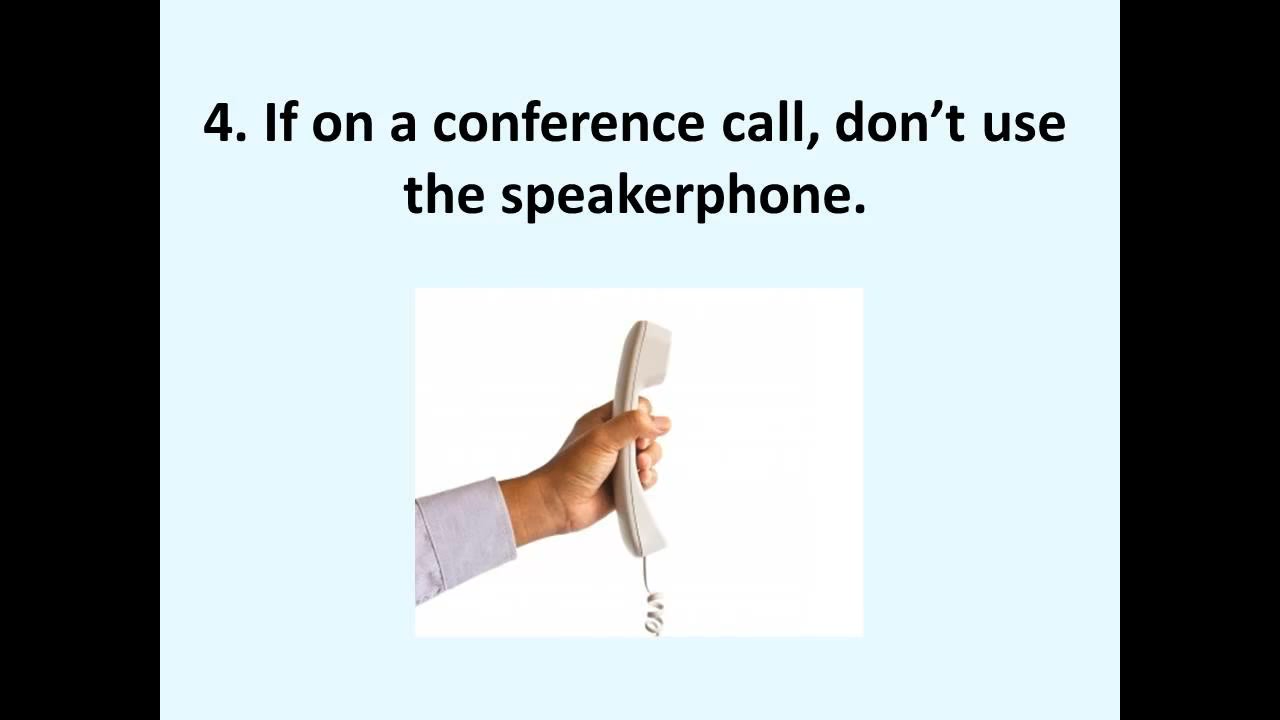 4. If on a conference call, don’t use
the speakerphone.